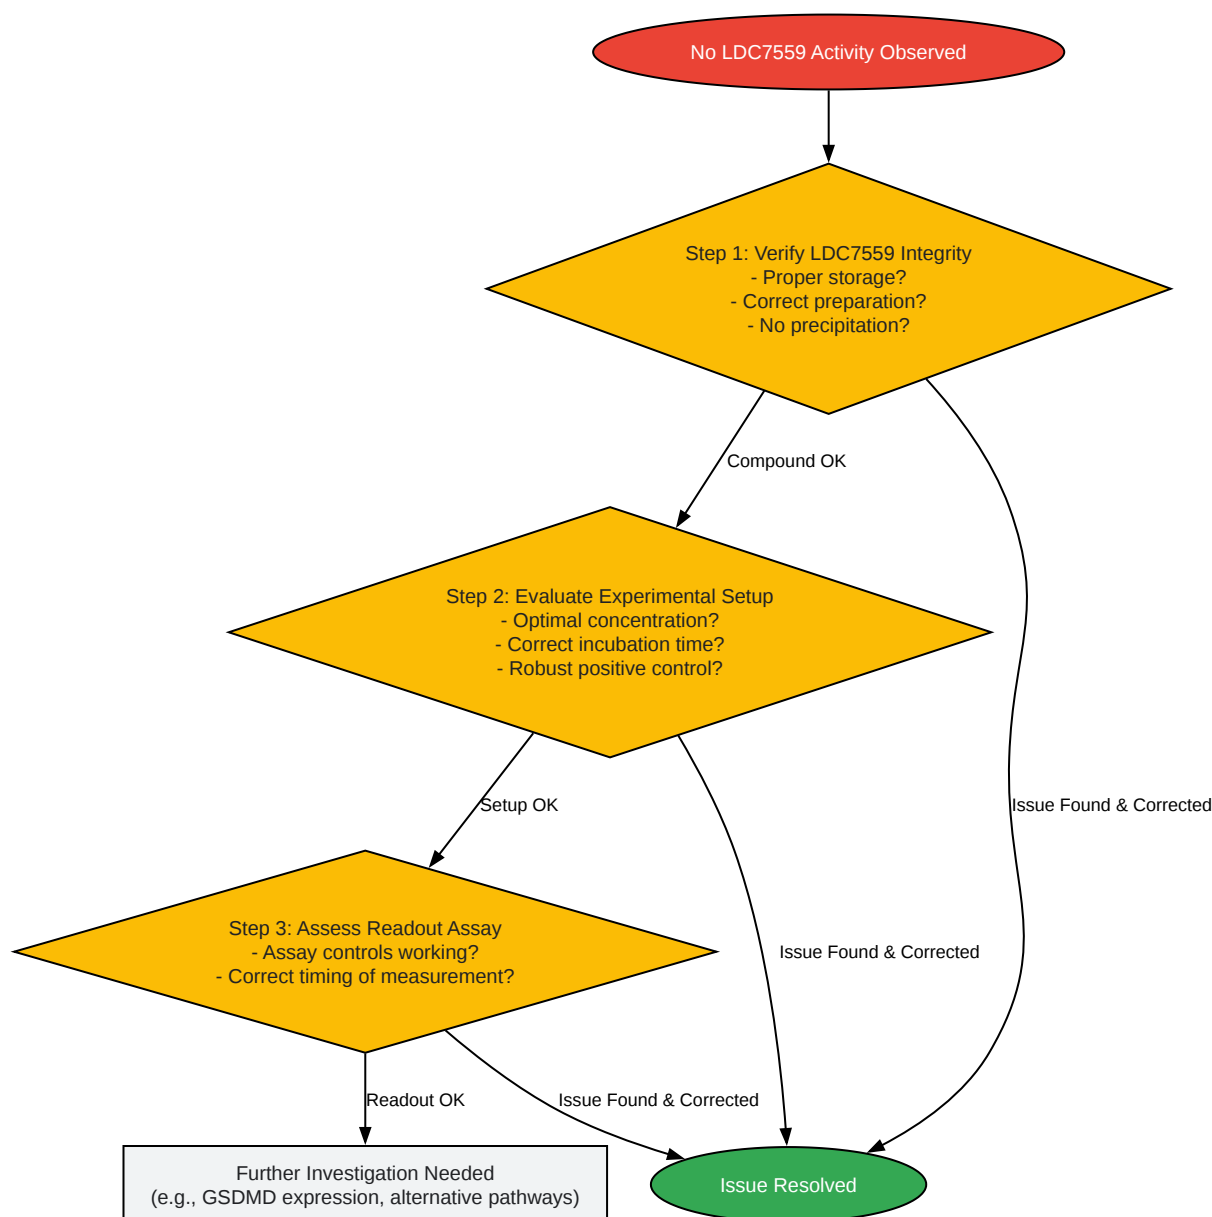 No LDC7559 Activity Observed
Step 1: Verify LDC7559 Integrity
- Proper storage?
- Correct preparation?
- No precipitation?
Compound OK
Step 2: Evaluate Experimental Setup
- Optimal concentration?
- Correct incubation time?
- Robust positive control?
Setup OK
Issue Found & Corrected
Step 3: Assess Readout Assay
- Assay controls working?
- Correct timing of measurement?
Issue Found & Corrected
Readout OK
Issue Found & Corrected
Further Investigation Needed
(e.g., GSDMD expression, alternative pathways)
Issue Resolved